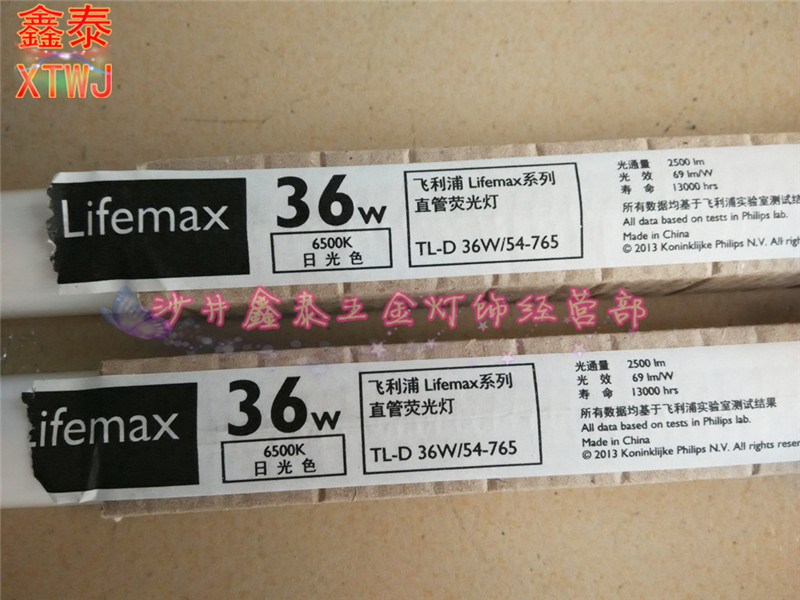 鑫泰
XTWJ
Lifemax
36w
6500K
日光色
飞利浦 Lifemax系列
直管荧光灯
TL-D 36W/54-765
光通量 2500 lm
光效 69 lm/W
寿命 13000 hrs
所有数据均基于飞利浦实验室测试结
All data based on tests in Philips lab.
Made in China
© 2013 Koninklijke Philips N.V. All rights
沙井鑫泰五金灯饰经营部
Lifemax
36w
6500K
日光色
飞利浦 Lifemax系列
直管荧光灯
TL-D 36W/54-765
光通量 2500 lm
光效 69 lm/W
寿命 13000 hrs
所有数据均基于飞利浦实验室测试结果
All data based on tests in Philips lab.
Made in China
© 2013 Koninklijke Philips N.V. All rights